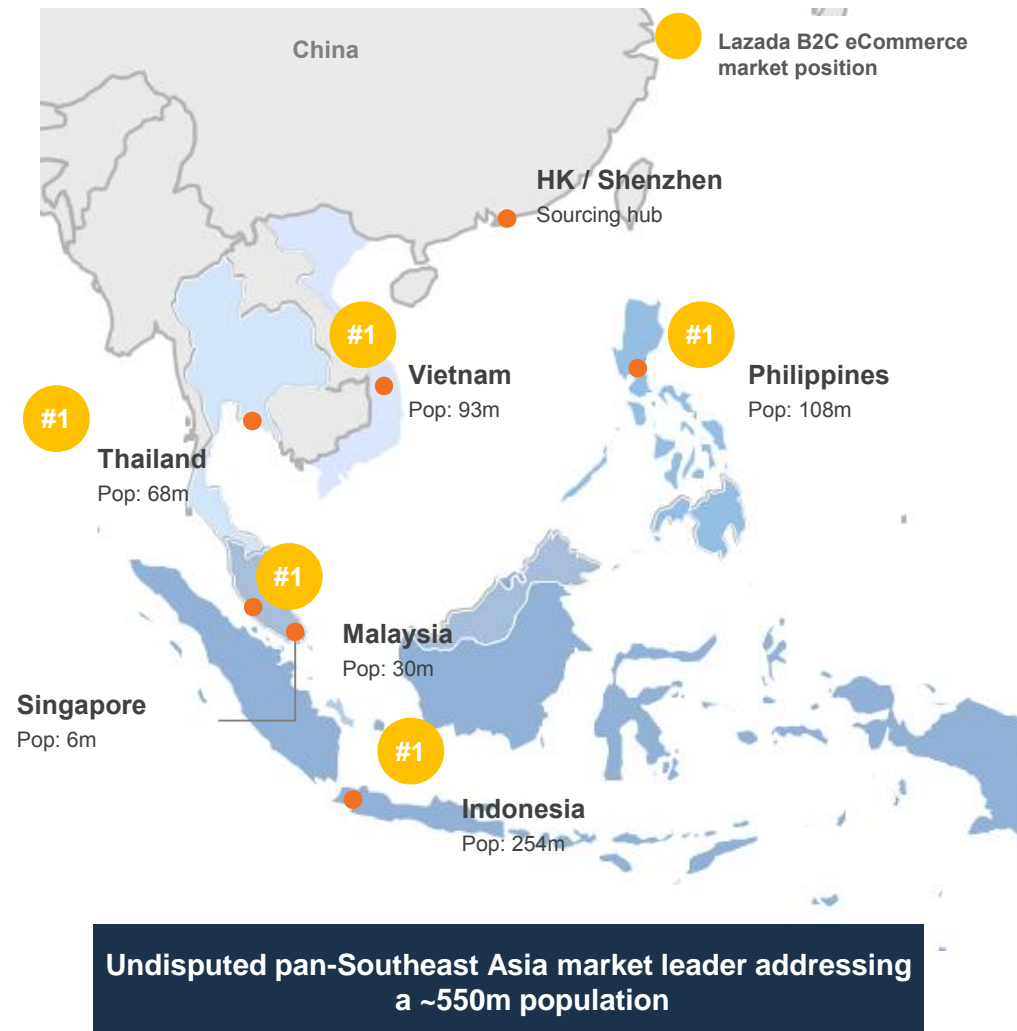 China
Lazada B2C eCommerce
market position
HK / Shenzhen
Sourcing hub
#1
Vietnam
Pop: 93m
#1
Philippines
Pop: 108m
#1
Thailand
Pop: 68m
#1
Malaysia
Pop: 30m
Singapore
Pop: 6m
#1
Indonesia
Pop: 254m
Undisputed pan-Southeast Asia market leader addressing
a ~550m population